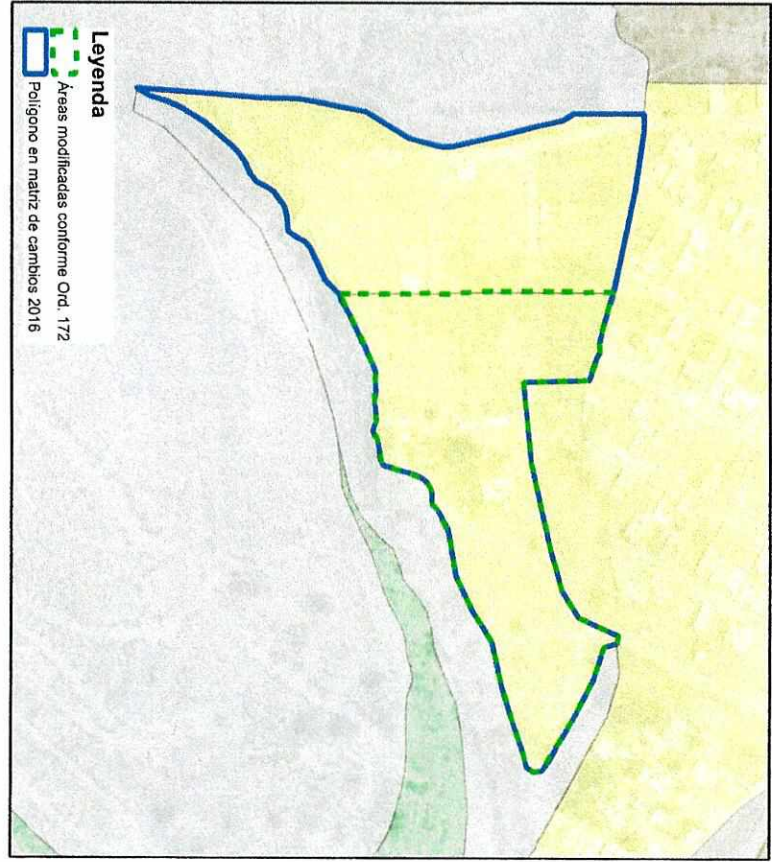 Leyenda
Áreas modificadas conforme Ord. 172
Polígono en matriz de cambios 2016